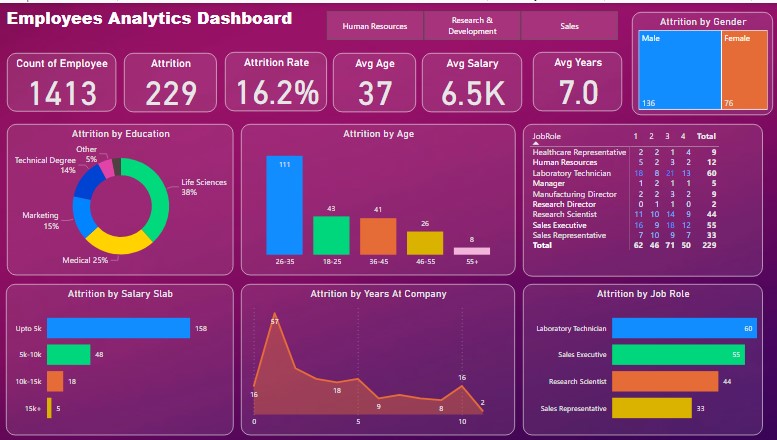 Employees Analytics Dashboard
Human Resources
Research &
Development
Sales
Attrition by Gender
Male
Female
136
76
Count of Employee
1413
Attrition
229
Attrition Rate
16.2%
Avg Age
37
Avg Salary
6.5K
Avg Years
7.0
Attrition by Education
Other
5%
Technical Degree
14%
Life Sciences
38%
Marketing
15%
Medical 25%
Attrition by Age
111
43
41
26
8
26-35 18-25 36-45 46-55 55+
JobRole 1 2 3 4 Total
Healthcare Representative 2 2 1 4 9
Human Resources 5 2 3 2 12
Laboratory Technician 18 8 21 13 60
Manager 1 2 1 1 5
Manufacturing Director 2 2 3 2 9
Research Director 0 1 1 0 2
Research Scientist 11 10 14 9 44
Sales Executive 16 9 18 12 55
Sales Representative 7 10 9 7 33
Total 62 46 71 50 229
Attrition by Salary Slab
Upto 5k 158
5k-10k 48
10k-15k 18
15k+ 5
Attrition by Years At Company
57
16
18
9
8
16
2
0 5 10
Attrition by Job Role
Laboratory Technician 60
Sales Executive 55
Research Scientist 44
Sales Representative 33